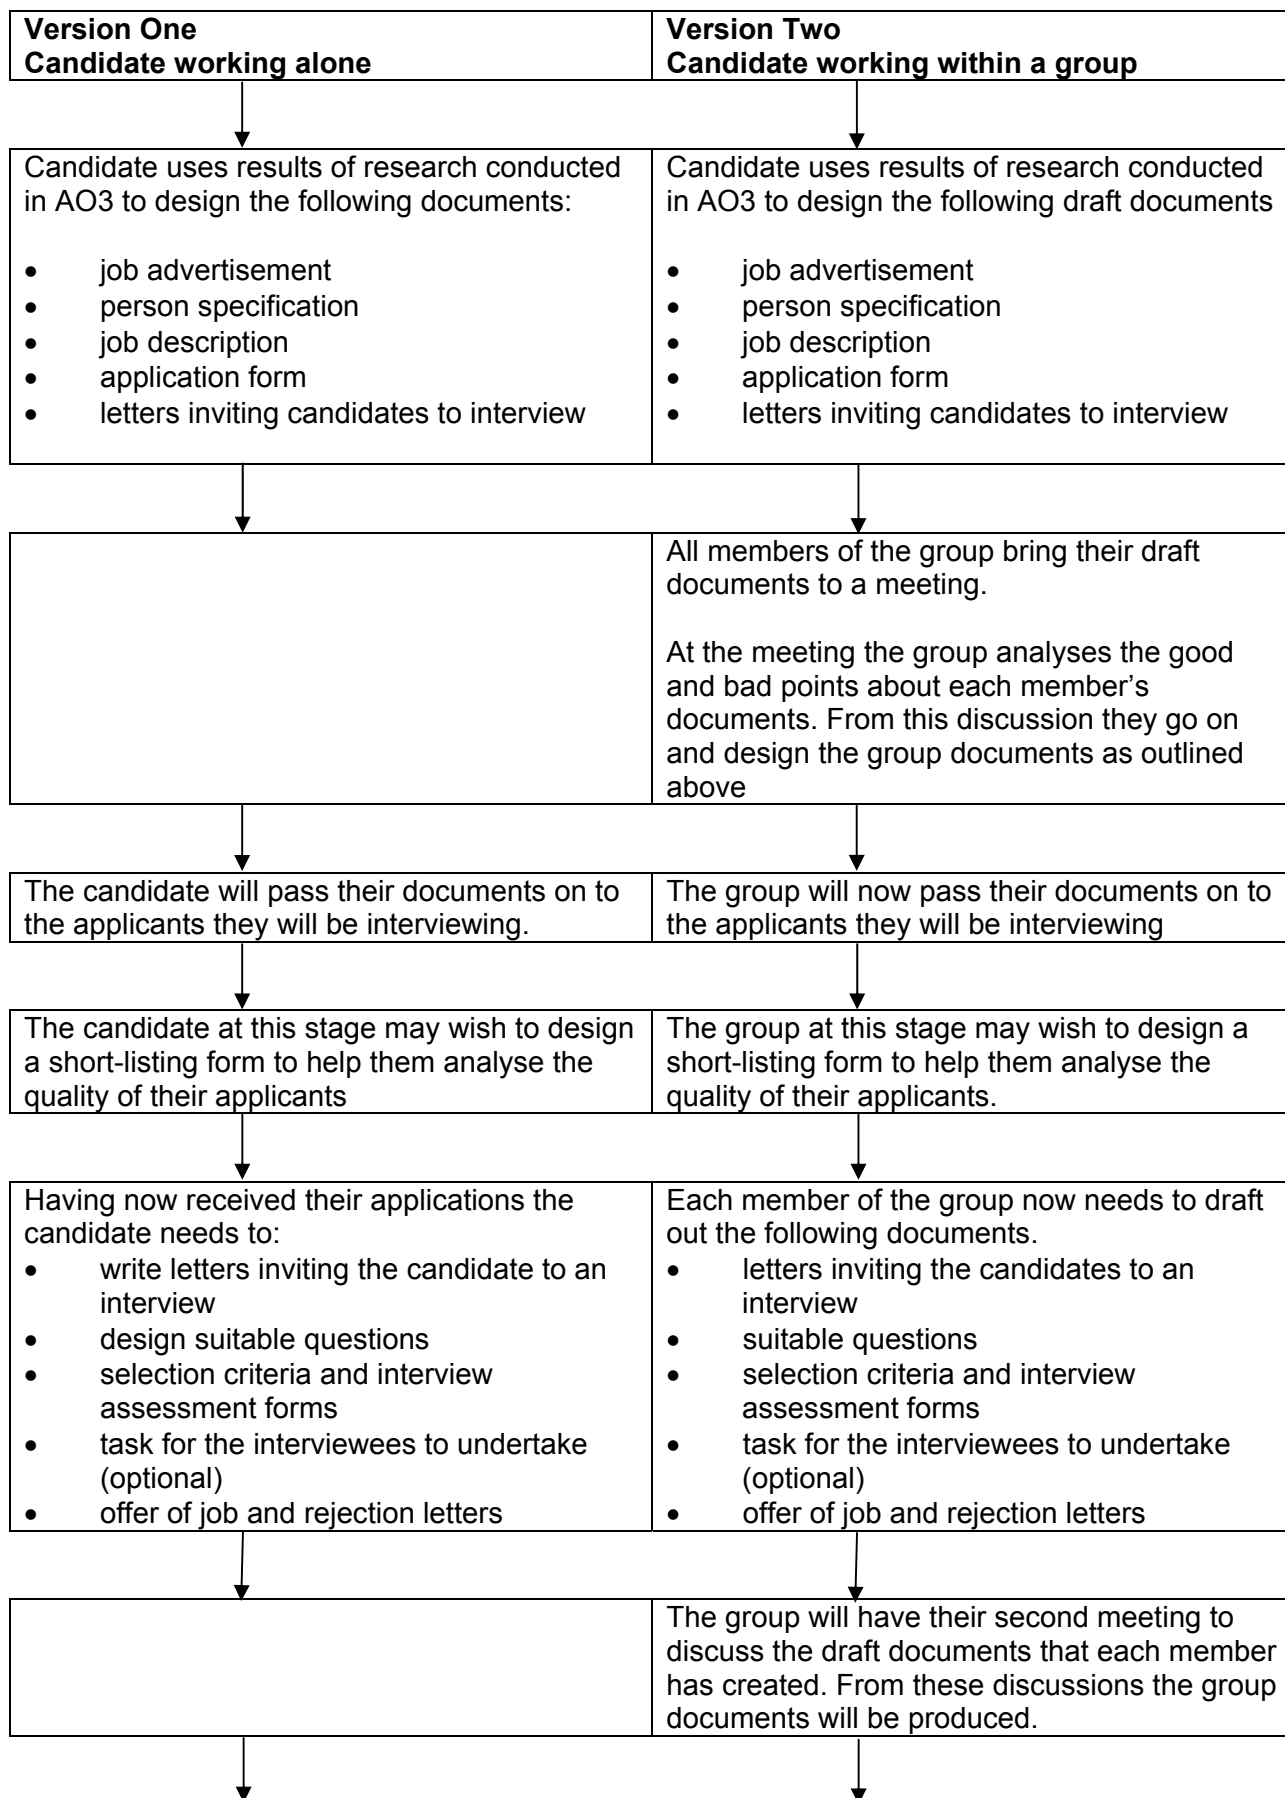 Version One
Candidate working alone
Version Two
Candidate working within a group
Candidate uses results of research conducted
in AO3 to design the following documents:
• job advertisement
• person specification
• job description
• application form
• letters inviting candidates to interview
Candidate uses results of research conducted
in AO3 to design the following draft documents
• job advertisement
• person specification
• job description
• application form
• letters inviting candidates to interview
All members of the group bring their draft
documents to a meeting.
At the meeting the group analyses the good
and bad points about each member’s
documents. From this discussion they go on
and design the group documents as outlined
above
The candidate will pass their documents on to
the applicants they will be interviewing.
The group will now pass their documents on to
the applicants they will be interviewing
The candidate at this stage may wish to design
a short-listing form to help them analyse the
quality of their applicants
The group at this stage may wish to design a
short-listing form to help them analyse the
quality of their applicants.
Having now received their applications the
candidate needs to:
• write letters inviting the candidate to an
interview
• design suitable questions
• selection criteria and interview
assessment forms
• task for the interviewees to undertake
(optional)
• offer of job and rejection letters
Each member of the group now needs to draft
out the following documents.
• letters inviting the candidates to an
interview
• suitable questions
• selection criteria and interview
assessment forms
• task for the interviewees to undertake
(optional)
• offer of job and rejection letters
The group will have their second meeting to
discuss the draft documents that each member
has created. From these discussions the group
documents will be produced.